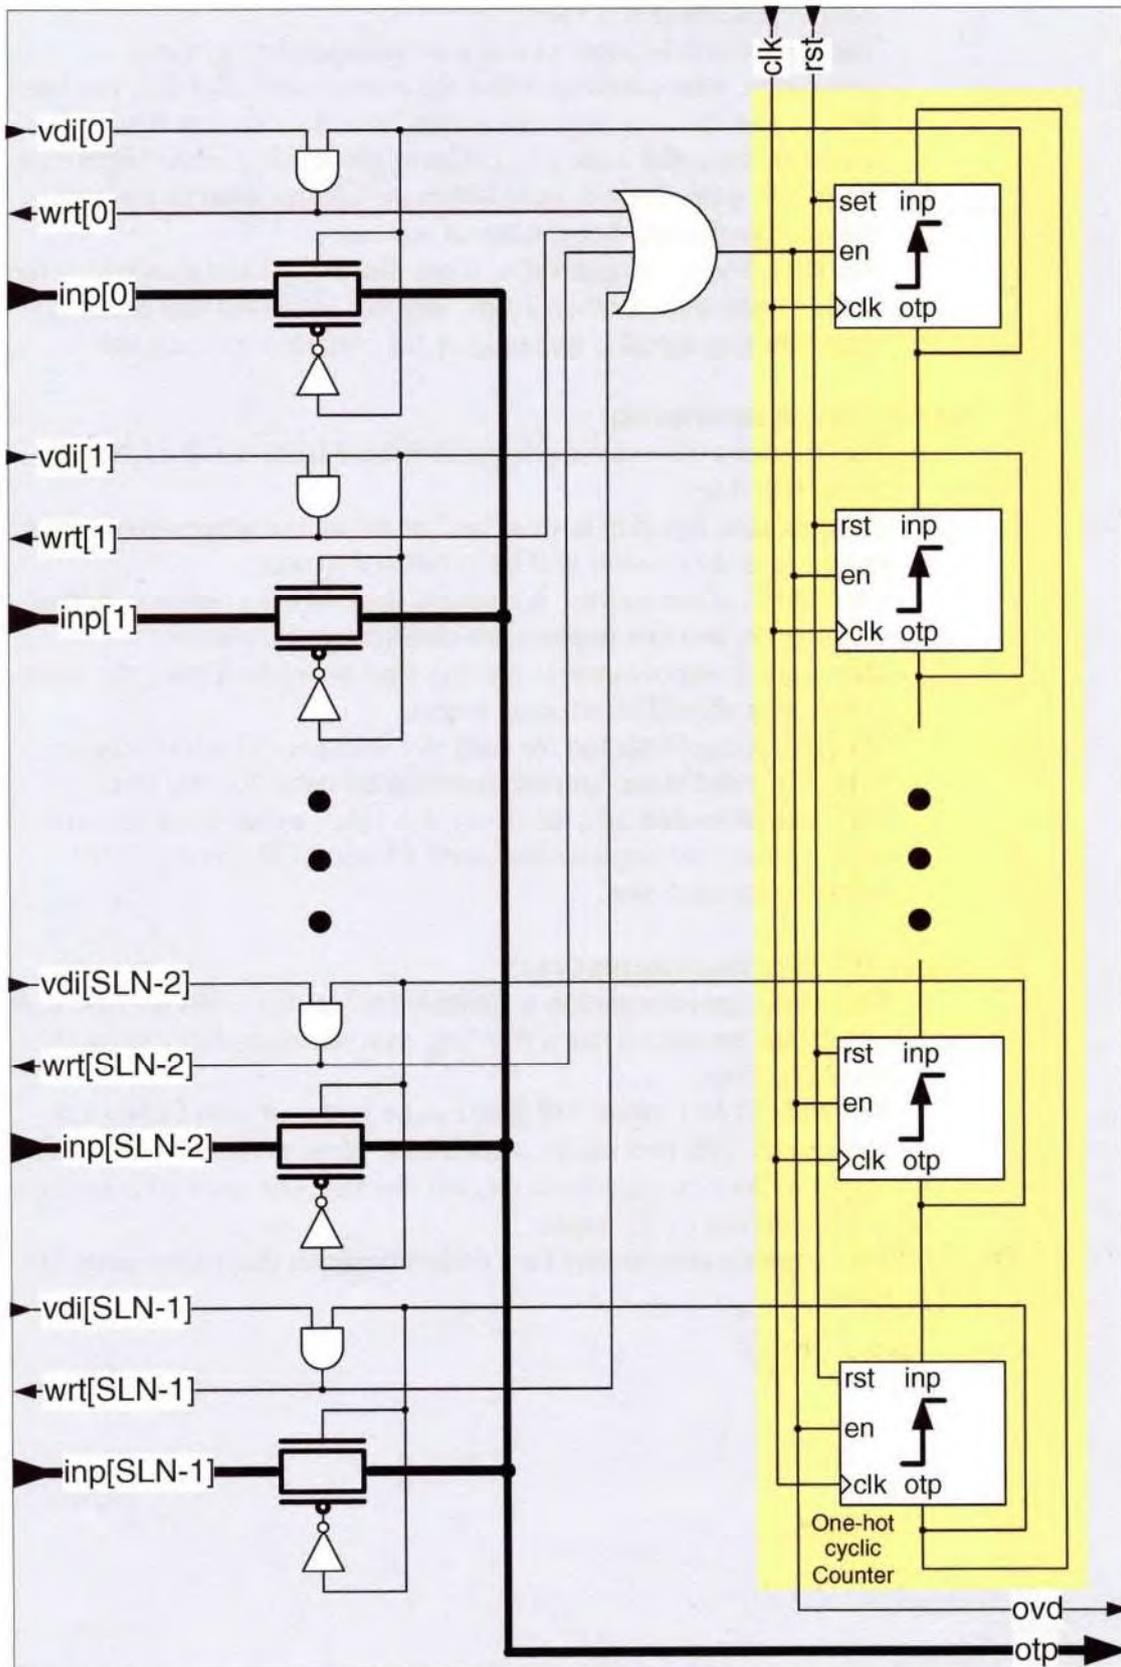 clk
rst
vdi[0]
wrt[0]
set inp
en
inp[0]
clk otp
vdi[1]
rst inp
wrt[1]
en
inp[1]
clk otp
vdi[SLN-2]
rst inp
wrt[SLN-2]
en
inp[SLN-2]
clk otp
vdi[SLN-1]
rst inp
wrt[SLN-1]
en
inp[SLN-1]
clk otp
One-hot
cyclic
Counter
ovd
otp